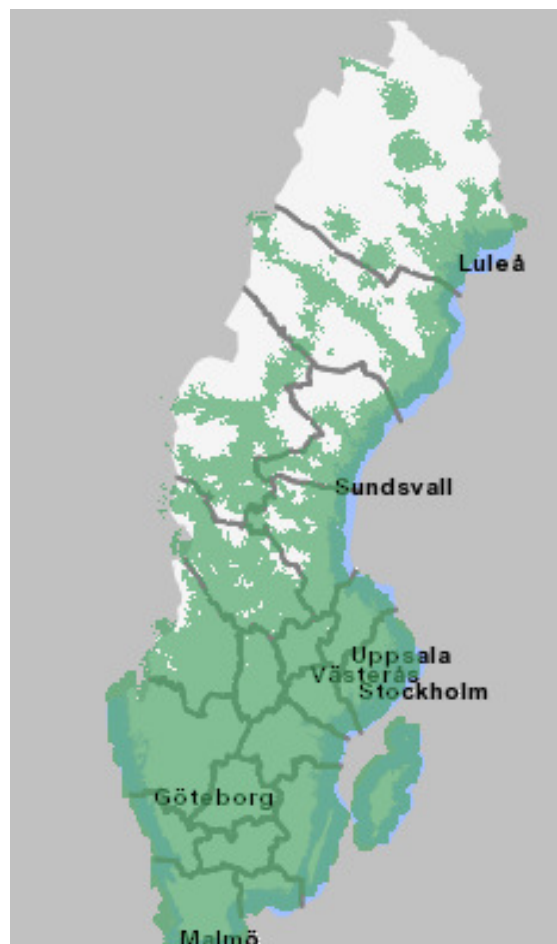 Luleå
Sundsvall
Uppsala
Västerås
Stockholm
Göteborg
Malmö